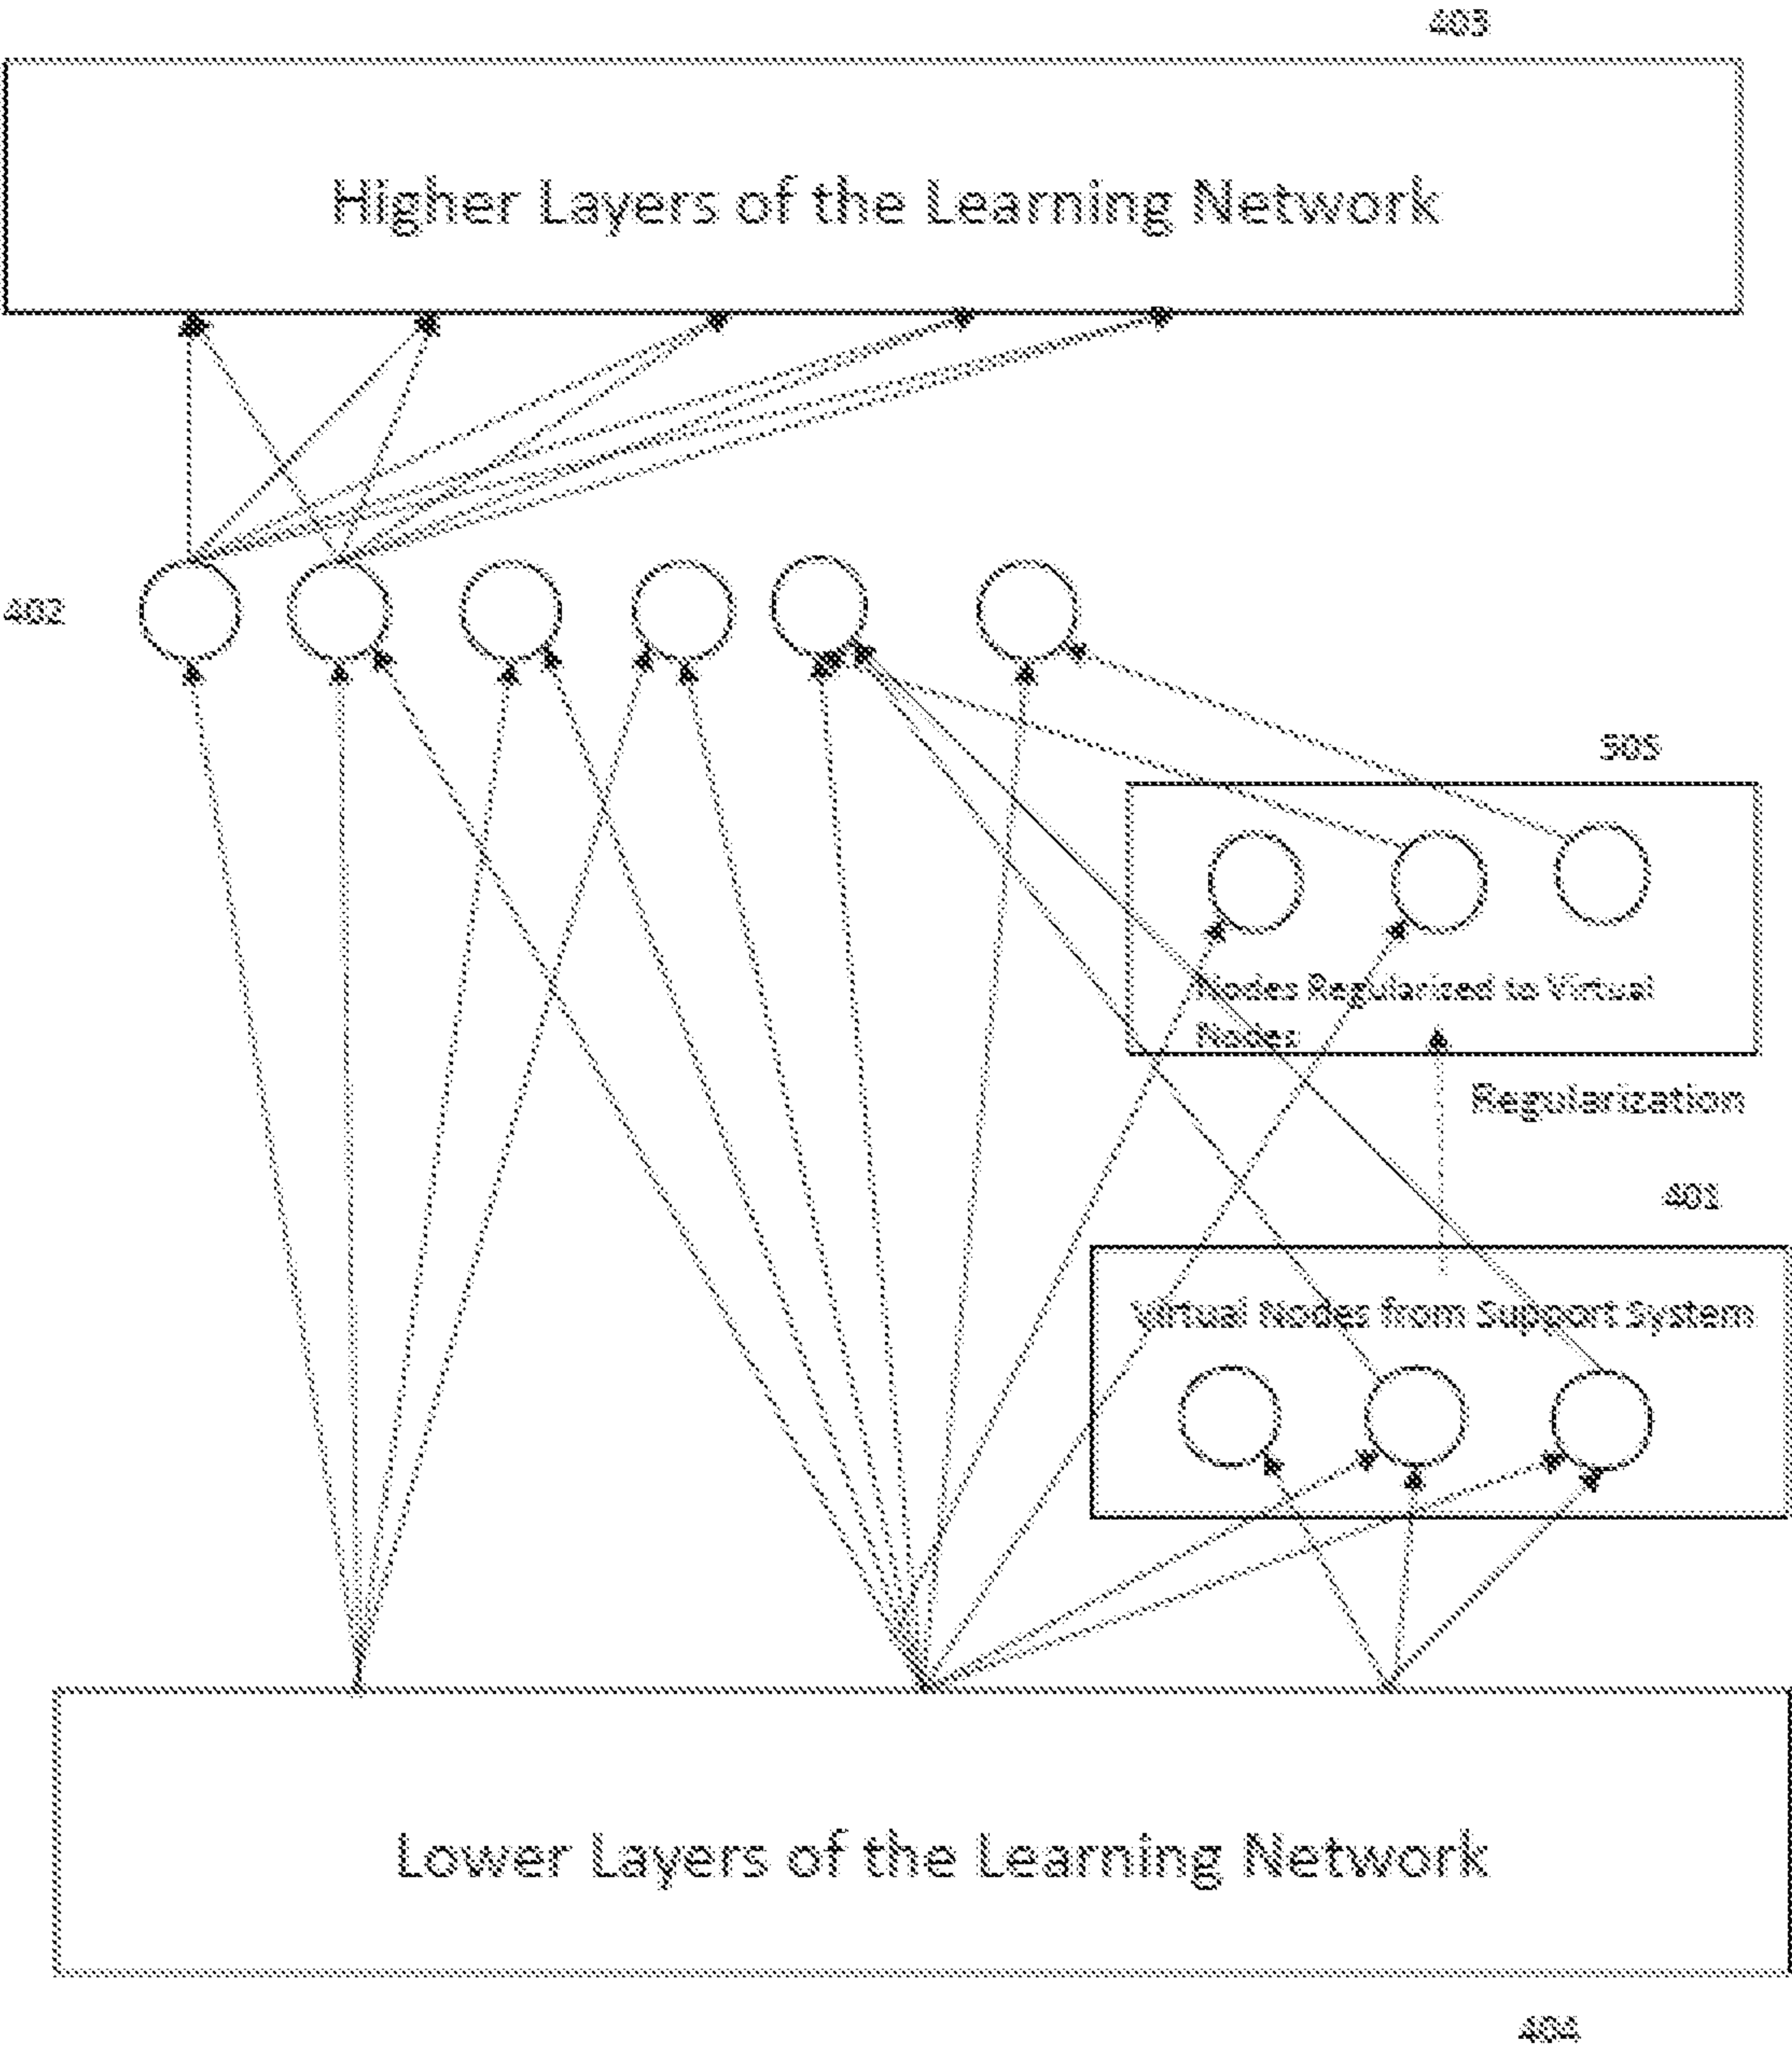 403
Higher Layers of the Learning Network
402
505
Nodes Regularized to Virtual
Nodes
Regularization
401
Virtual Nodes from Support System
Lower Layers of the Learning Network
404